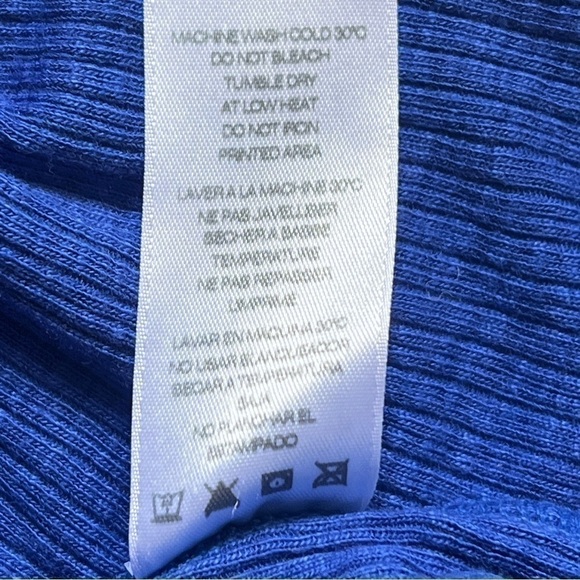 MACHINE WASH COLD 30°C
DO NOT BLEACH
TUMBLE DRY
AT LOW HEAT
DO NOT IRON
PRINTED AREA
LAVER A LA MACHINE 30°C
NE PAS JAVELLISER
SECHER A BASSE
TEMPERATURE
NE PAS REPASSER
L'IMPRIME
LAVAR EN MAQUINA 30°C
NO USAR BLANQUEADOR
SECAR A TEMPERATURA
BAJA
NO PLANCHAR EL
ESTAMPADO